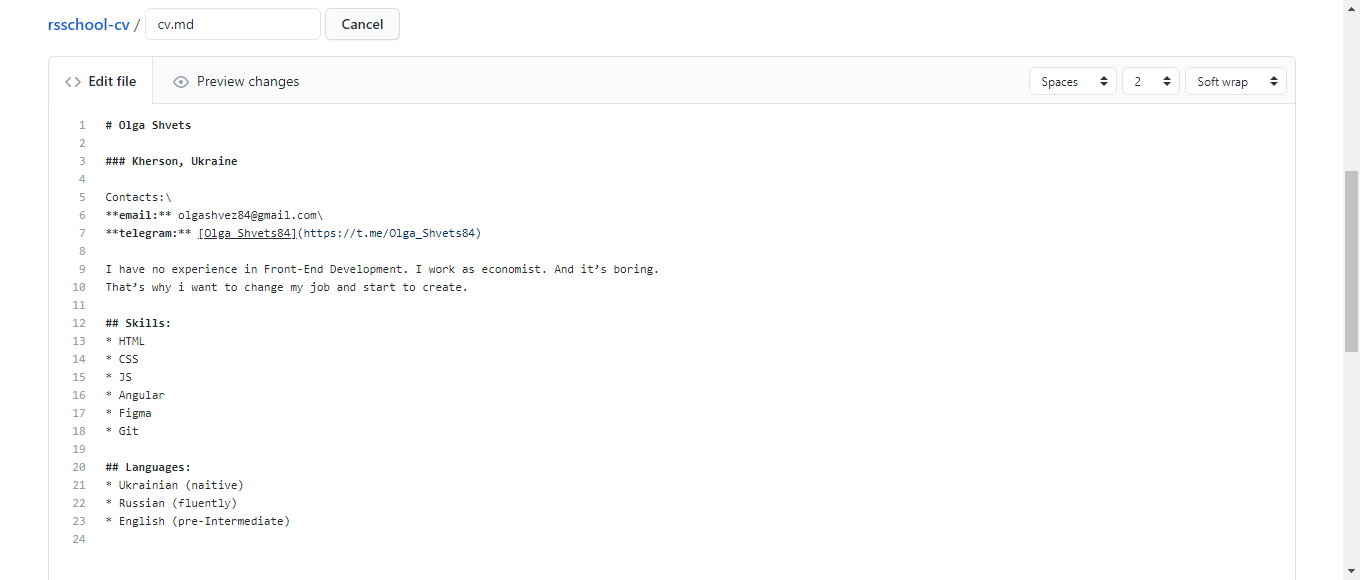 rsschool-cv / cv.md Cancel
Edit file Preview changes Spaces 2 Soft wrap
1 # Olga Shvets
2
3 ### Kherson, Ukraine
4
5 Contacts:\
6 **email:** olgashvez84@gmail.com\
7 **telegram:** [Olga_Shvets84](https://t.me/Olga_Shvets84)
8
9 I have no experience in Front-End Development. I work as economist. And it’s boring.
10 That’s why i want to change my job and start to create.
11
12 ## Skills:
13 * HTML
14 * CSS
15 * JS
16 * Angular
17 * Figma
18 * Git
19
20 ## Languages:
21 * Ukrainian (naitive)
22 * Russian (fluently)
23 * English (pre-Intermediate)
24